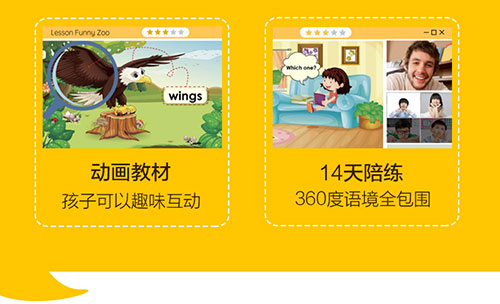 Lesson Funny Zoo
wings
动画教材
孩子可以趣味互动
Which one?
14天陪练
360度语境全包围